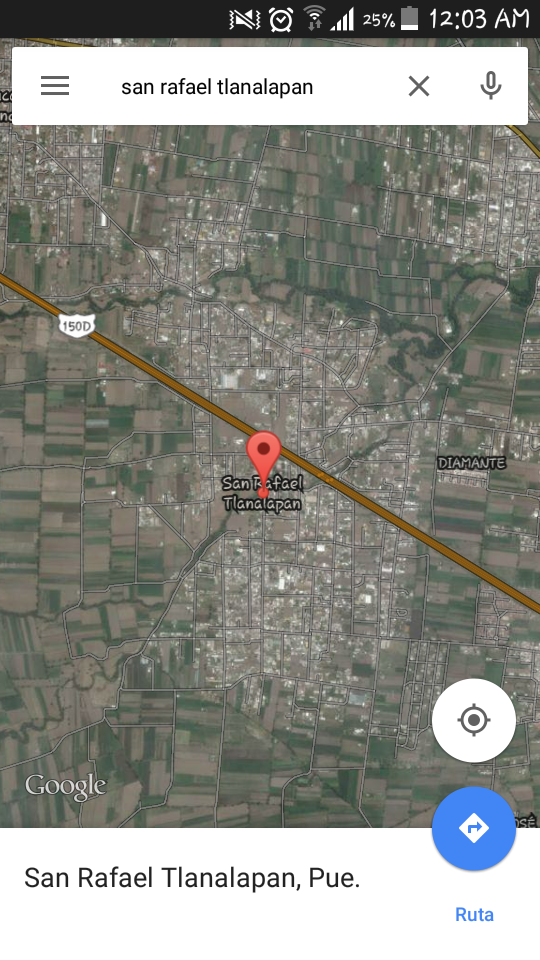 25% 12:03 AM
san rafael tlanalapan
150D
DIAMANTE
San Rafael
Tlanalapan
Google
San Rafael Tlanalapan, Pue.
Ruta